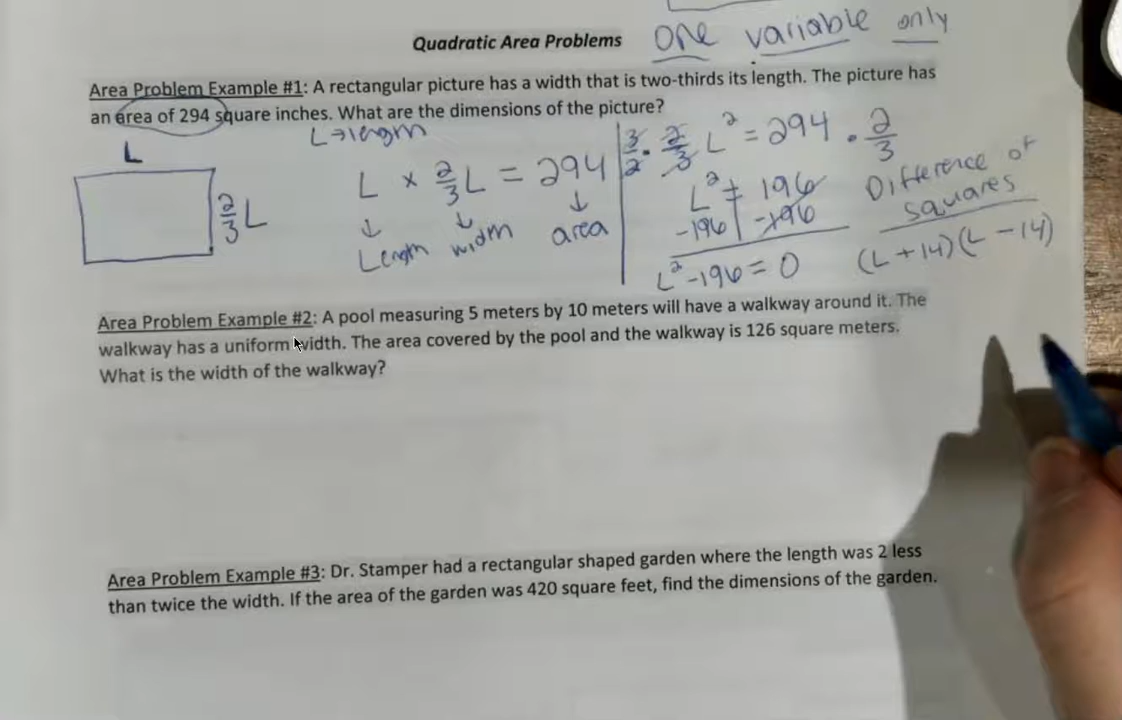 Quadratic Area Problems one variable only
Area Problem Example #1: A rectangular picture has a width that is two-thirds its length. The picture has
an area of 294 square inches. What are the dimensions of the picture?
L→length
L
2/3 L
L × 2/3 L = 294
↓ ↓ ↓
Length width area
3/2 · 2/3 L² = 294 · 2/3
L² = 196
-196 -196
L² -196 = 0
Difference of
squares
(L +14)(L -14)
Area Problem Example #2: A pool measuring 5 meters by 10 meters will have a walkway around it. The
walkway has a uniform width. The area covered by the pool and the walkway is 126 square meters.
What is the width of the walkway?
Area Problem Example #3: Dr. Stamper had a rectangular shaped garden where the length was 2 less
than twice the width. If the area of the garden was 420 square feet, find the dimensions of the garden.